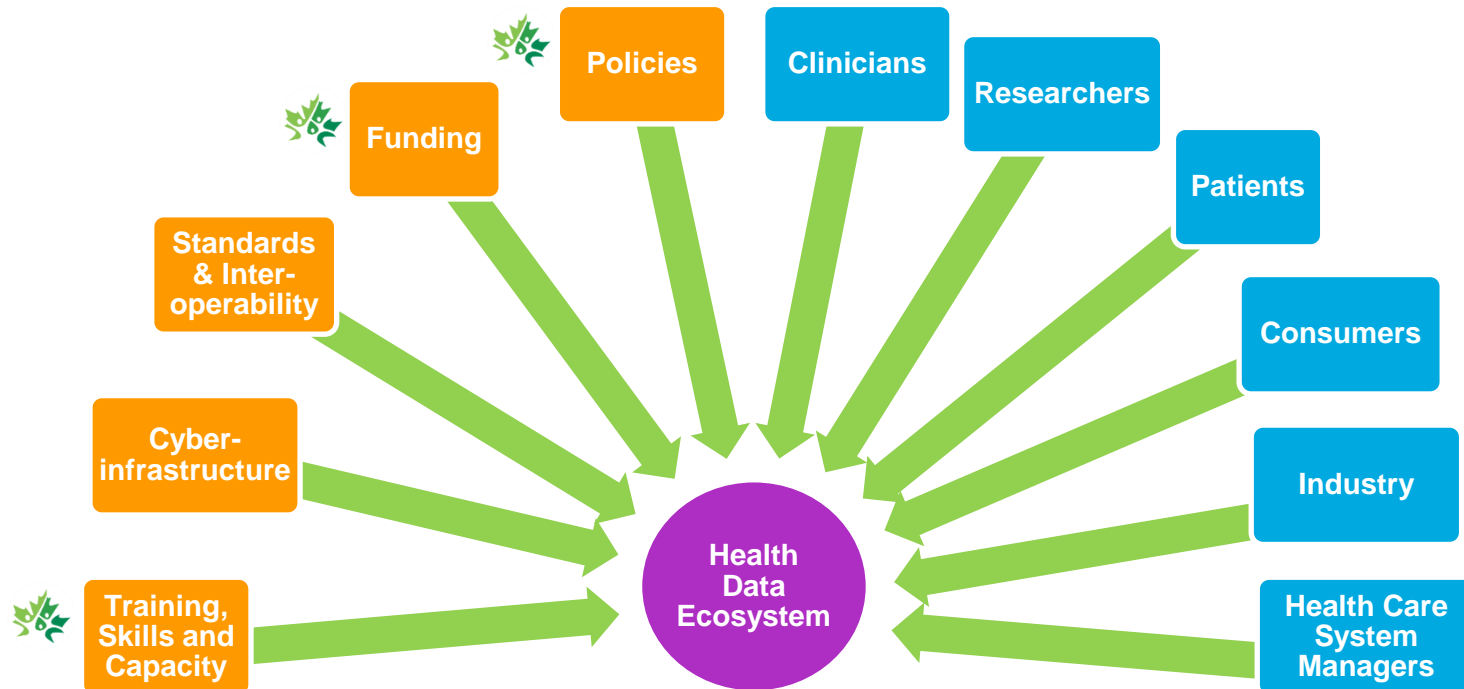 Policies
Clinicians
Researchers
Funding
Patients
Standards
& Inter-
operability
Consumers
Cyber-
infrastructure
Industry
Health
Data
Ecosystem
Training,
Skills and
Capacity
Health Care
System
Managers